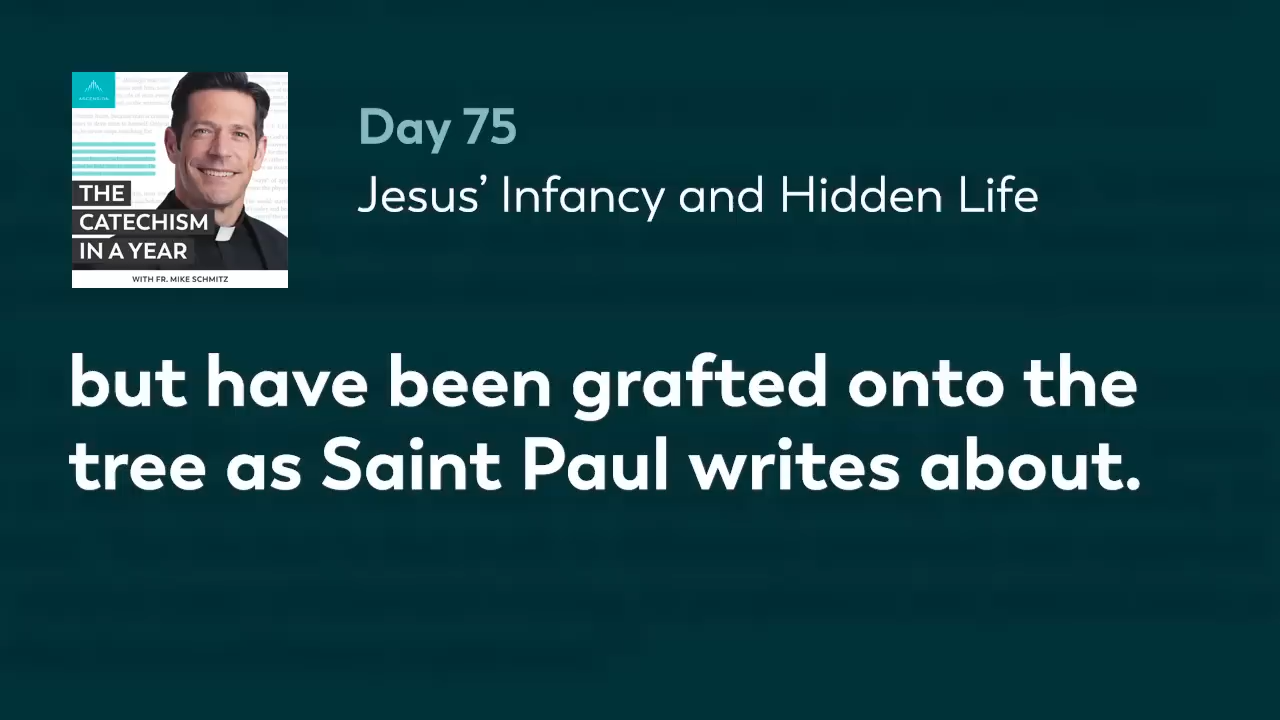 ASCENSION
THE
CATECHISM
IN A YEAR
WITH FR. MIKE SCHMITZ
Day 75
Jesus’ Infancy and Hidden Life
but have been grafted onto the
tree as Saint Paul writes about.